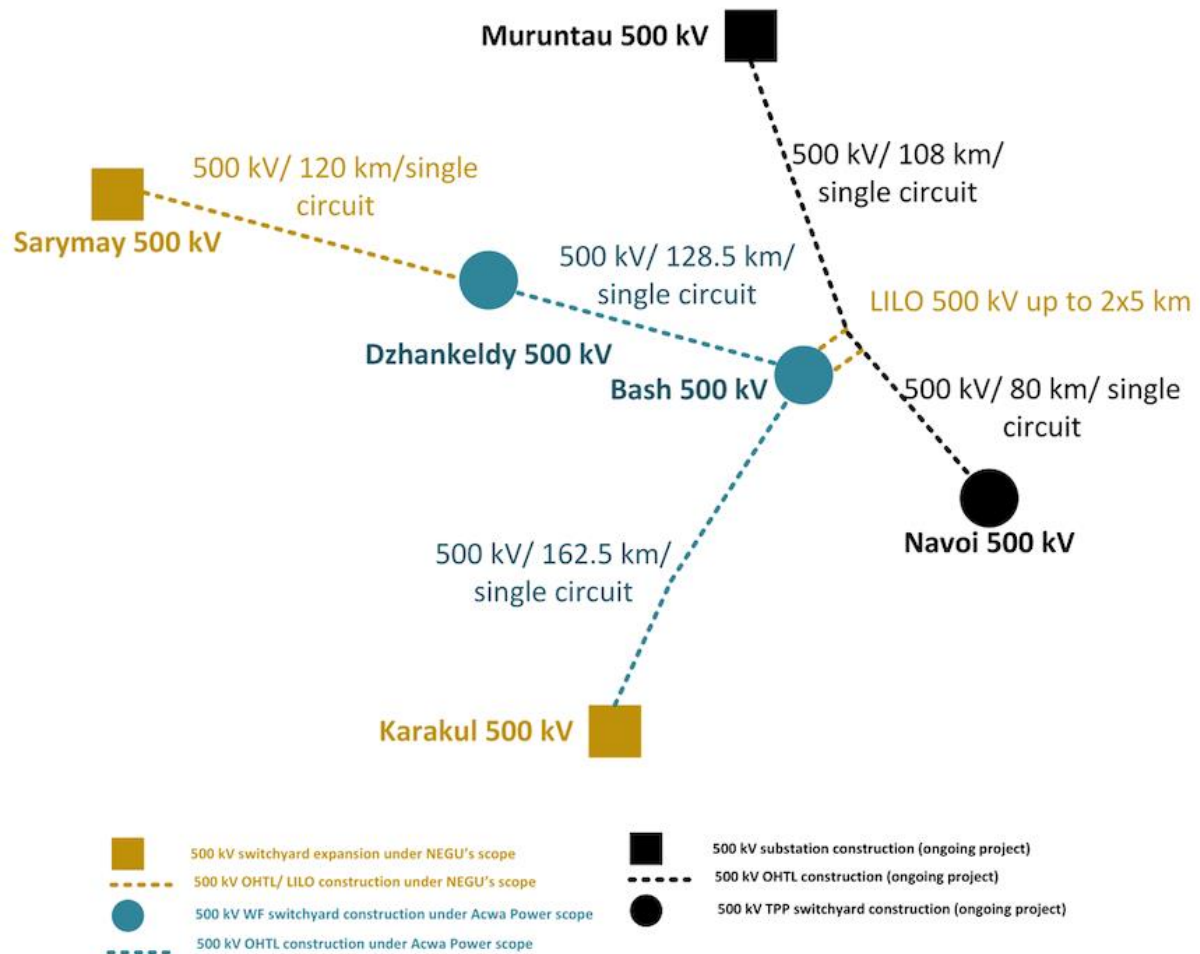 Muruntau 500 kV
500 kV/ 108 km/
single circuit
500 kV/ 120 km/single
circuit
Sarymay 500 kV
500 kV/ 128.5 km/
single circuit
LILO 500 kV up to 2x5 km
Dzhankeldy 500 kV
Bash 500 kV
500 kV/ 80 km/ single
circuit
Navoi 500 kV
500 kV/ 162.5 km/
single circuit
Karakul 500 kV
500 kV switchyard expansion under NEGU's scope
500 kV OHTL/ LILO construction under NEGU's scope
500 kV WF switchyard construction under Acwa Power scope
500 kV OHTL construction under Acwa Power scope
500 kV substation construction (ongoing project)
500 kV OHTL construction (ongoing project)
500 kV TPP switchyard construction (ongoing project)